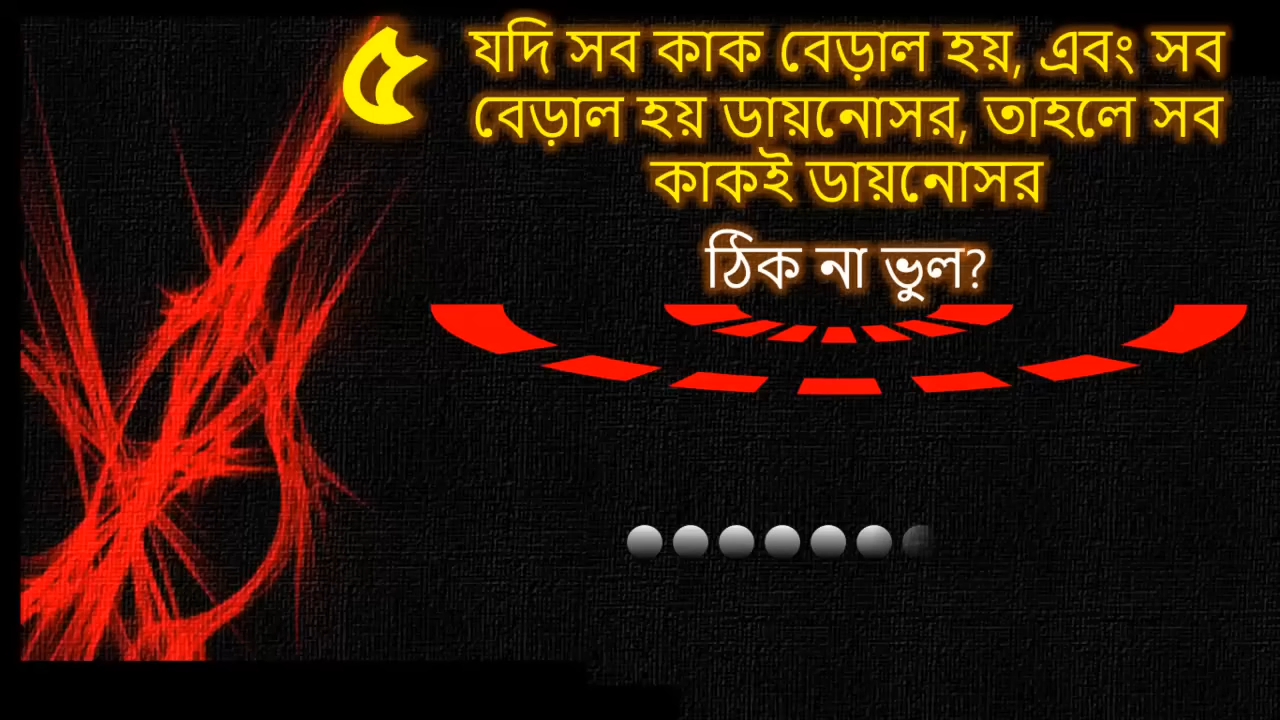 ৫
যদি সব কাক বেড়াল হয়, এবং সব
বেড়াল হয় ডায়নোসর, তাহলে সব
কাকই ডায়নোসর
ঠিক না ভুল?